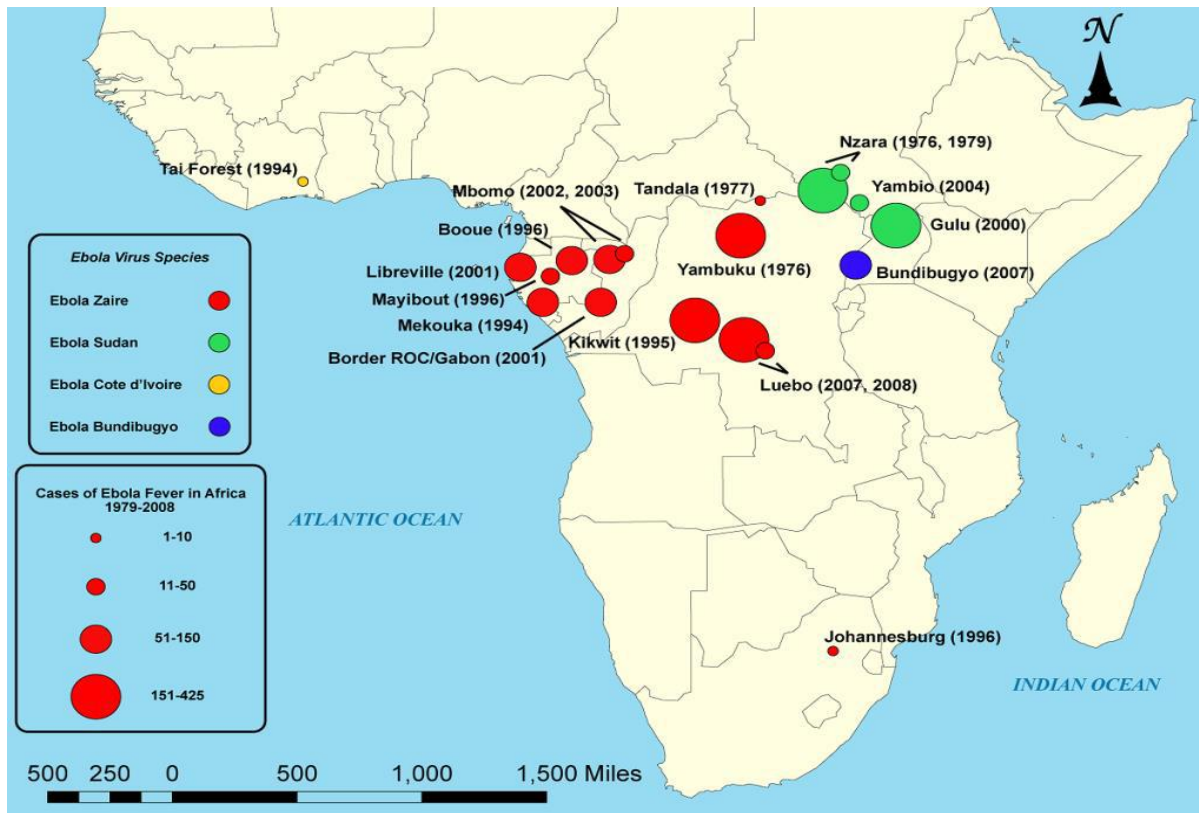 N
Nzara (1976, 1979)
Tai Forest (1994)
Mbomo (2002, 2003)
Tandala (1977)
Yambio (2004)
Booue (1996)
Gulu (2000)
Libreville (2001)
Yambuku (1976)
Bundibugyo (2007)
Mayibout (1996)
Mekouka (1994)
Kikwit (1995)
Border ROC/Gabon (2001)
Luebo (2007, 2008)
Ebola Virus Species
Ebola Zaire
Ebola Sudan
Ebola Cote d'Ivoire
Ebola Bundibugyo
Cases of Ebola Fever in Africa
1979-2008
1-10
11-50
51-150
151-425
ATLANTIC OCEAN
Johannesburg (1996)
INDIAN OCEAN
500 250 0 500 1,000 1,500 Miles